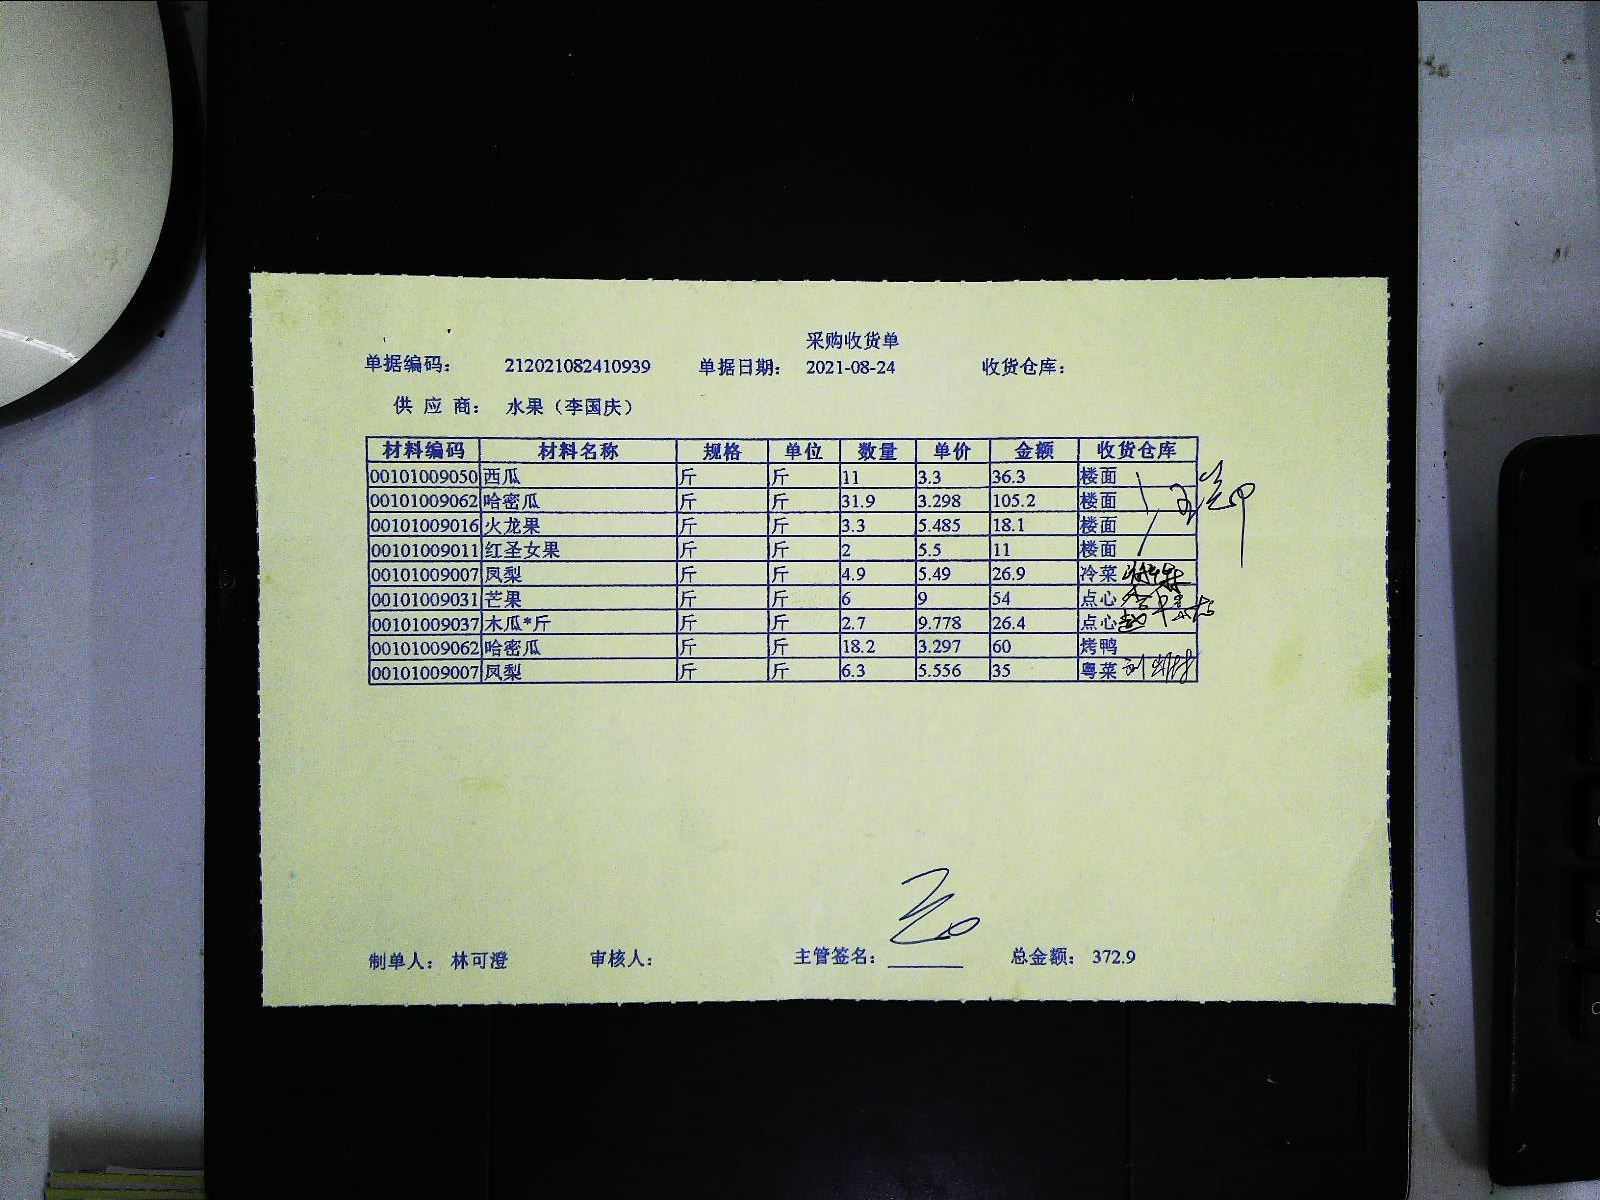 采购收货单
单据编码： 212021082410939 单据日期： 2021-08-24 收货仓库：
供 应 商： 水果（李国庆）
材料编码 材料名称 规格 单位 数量 单价 金额 收货仓库
00101009050 西瓜 斤 斤 11 3.3 36.3 楼面
00101009062 哈密瓜 斤 斤 31.9 3.298 105.2 楼面
00101009016 火龙果 斤 斤 3.3 5.485 18.1 楼面
00101009011 红圣女果 斤 斤 2 5.5 11 楼面
00101009007 凤梨 斤 斤 4.9 5.49 26.9 冷菜
00101009031 芒果 斤 斤 6 9 54 点心
00101009037 木瓜*斤 斤 斤 2.7 9.778 26.4 点心
00101009062 哈密瓜 斤 斤 18.2 3.297 60 烤鸭
00101009007 凤梨 斤 斤 6.3 5.556 35 粤菜
制单人： 林可澄 审核人： 主管签名： 总金额： 372.9